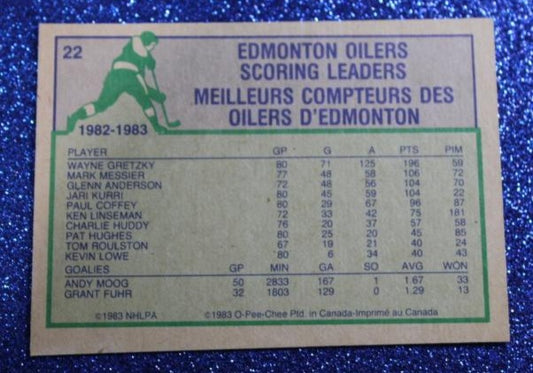 22
EDMONTON OILERS
SCORING LEADERS
MEILLEURS COMPTEURS DES
OILERS D'EDMONTON
1982-1983
PLAYER GP G A PTS PIM
WAYNE GRETZKY 80 71 125 196 59
MARK MESSIER 77 48 58 106 72
GLENN ANDERSON 72 48 56 104 70
JARI KURRI 80 45 59 104 22
PAUL COFFEY 80 29 67 96 87
KEN LINSEMAN 72 33 42 75 181
CHARLIE HUDDY 76 20 37 57 58
PAT HUGHES 80 25 20 45 85
TOM ROULSTON 67 19 21 40 24
KEVIN LOWE 80 6 34 40 43
GOALIES GP MIN GA SO AVG WON
ANDY MOOG 50 2833 167 1 1.67 33
GRANT FUHR 32 1803 129 0 1.29 13
©1983 NHLPA ©1983 O-Pee-Chee Ptd. in Canada-Imprimé au Canada